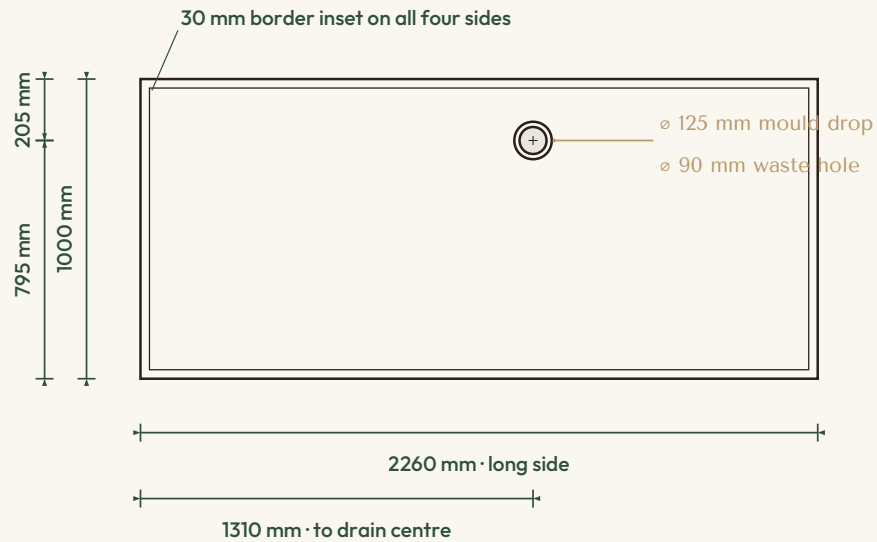 30 mm border inset on all four sides
205 mm
795 mm
1000 mm
⌀ 125 mm mould drop
⌀ 90 mm waste hole
2260 mm · long side
1310 mm · to drain centre